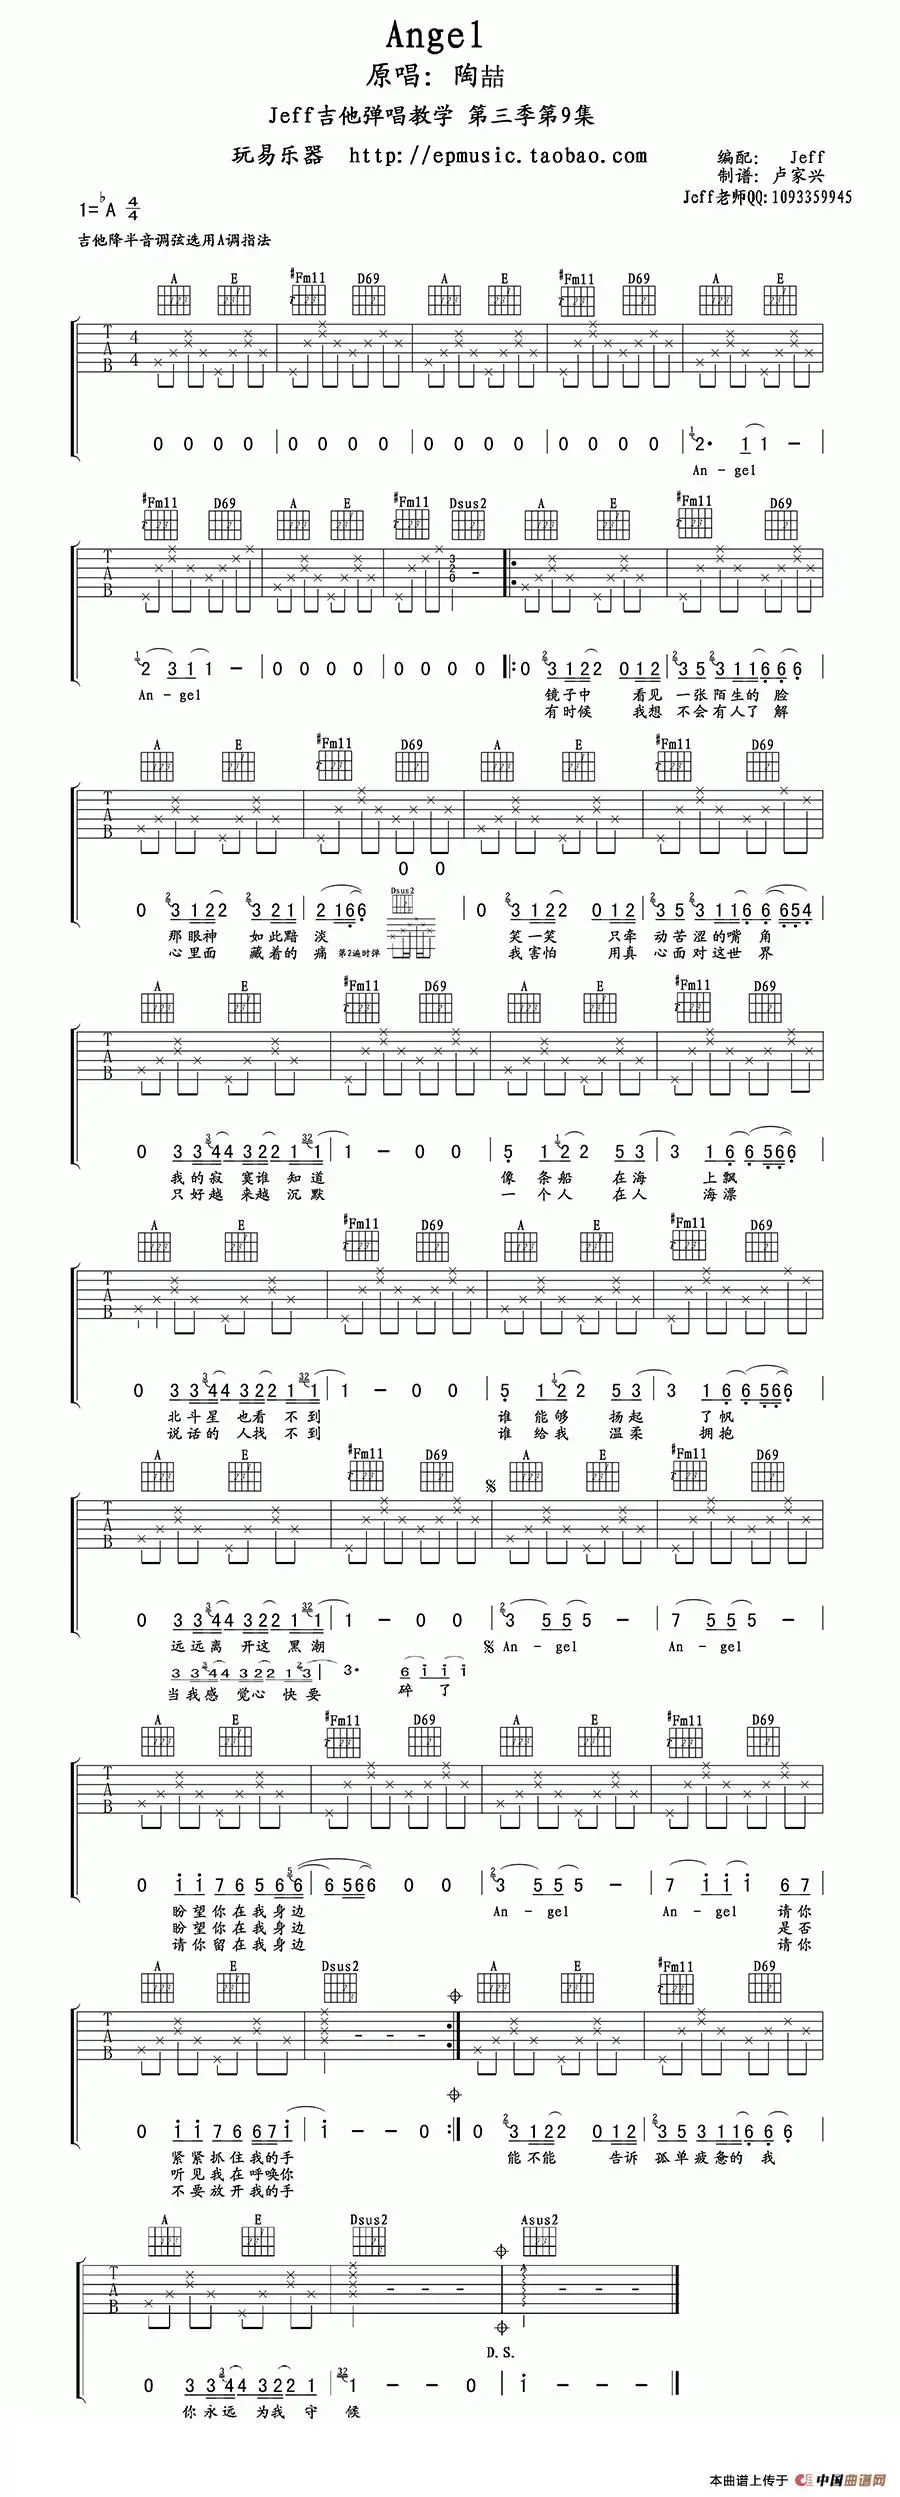 Angel
原唱: 陶喆
Jeff吉他弹唱教学 第三季第9集
玩易乐器 http://epmusic.taobao.com
编配: Jeff
制谱: 卢家兴
Jeff老师QQ:1093359945
1=♭A 4/4
吉他降半音调弦选用A调指法
A E #Fm11 D69 A E #Fm11 D69 A E
T A B 4 4
0 0 0 0 | 0 0 0 0 | 0 0 0 0 | 0 0 0 0 | 2· 1 1 - |
An - gel
#Fm11 D69 A E #Fm11 Dsus2 A E #Fm11 D69
T A B
2 3 1 1 - | 0 0 0 0 | 0 0 0 0 |: 0 3 1 2 2 0 1 2 | 3 5 3 1 1 6 6 6 |
An - gel 镜子中 看见 一张陌生的 脸
有时候 我想 不会有人了 解
A E #Fm11 D69 A E #Fm11 D69
T A B
0 0
Dsus2
0 3 1 2 2 3 2 1 | 2 1 6 6 | 0 3 1 2 2 0 1 2 | 3 5 3 1 1 6 6 6 5 4 |
那眼神 如此黯 淡 笑一笑 只牵 动苦涩的嘴 角
心里面 藏着的 痛 第2遍时弹 我害怕 用真 心面对这世 界
A E #Fm11 D69 A E #Fm11 D69
T A B
0 3 3 4 4 3 2 2 1 1 | 1 - 0 0 | 5 1 2 2 5 3 | 3 1 6 6 5 6 6 |
我的寂 寞谁 知道 像 条船 在海 上飘
只好越 来越 沉默 一 个人 在人 海漂
A E #Fm11 D69 A E #Fm11 D69
T A B
0 3 3 4 4 3 2 2 1 1 | 1 - 0 0 | 5 1 2 2 5 3 | 3 1 6 6 5 6 6 |
北斗星 也看 不到 谁 能够 扬起 了帆
说话的 人找 不到 谁 给我 温柔 拥抱
A E #Fm11 D69 A E #Fm11 D69
T A B
0 3 3 4 4 3 2 2 1 1 | 1 - 0 0 | 3 5 5 5 - | 7 5 5 5 - |
远远离 开这 黑潮 An - gel An - gel
3 3 3 4 4 3 2 2 1 3 | 3· 6 i i i
当我感 觉心 快要 碎 了
A E #Fm11 D69 A E #Fm11 D69
T A B
0 i i 7 6 5 6 6 | 6 5 6 6 0 0 | 3 5 5 5 - | 7 i i i 6 7 |
盼望你在我身边 An - gel An - gel 请你
盼望你在我身边 是否
请你留在我身边 请你
A E Dsus2 A E #Fm11 D69
T A B
0 i i 7 6 6 7 i | i - - 0 :| 0 3 1 2 2 0 1 2 | 3 5 3 1 1 6 6 6 |
紧紧抓住我的手 能不能 告诉 孤单疲惫的 我
听见我在呼唤你
不要放开我的手
A E Dsus2 Asus2
T A B
D.S.
0 3 3 4 4 3 2 2 1 | 1 - - 0 | i - - - |
你永远 为我 守 候
本曲谱上传于 中国曲谱网